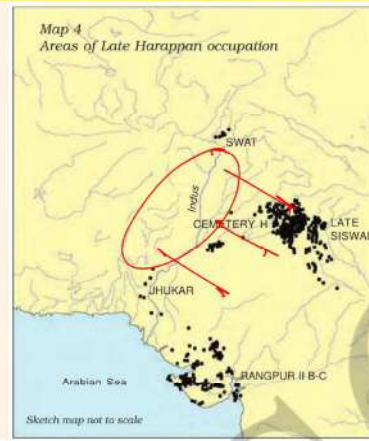 Map 4
Areas of Late Harappan occupation
SWAT
Indus
CEMETERY H
LATE
SISWAL
JHUKAR
RANGPUR II B-C
Arabian Sea
Sketch map not to scale